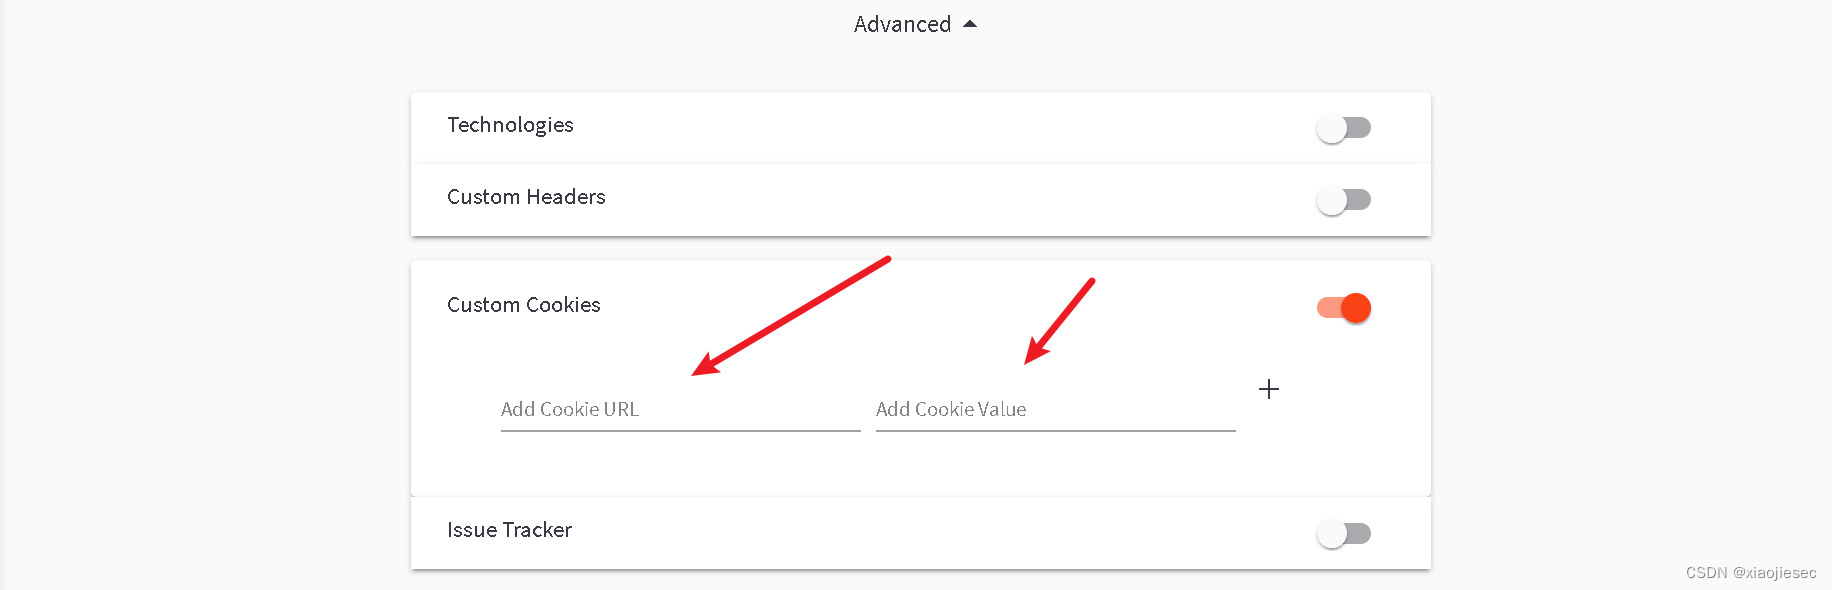 Advanced
Technologies
Custom Headers
Custom Cookies
Add Cookie URL
Add Cookie Value
Issue Tracker
CSDN @xiaojiesec